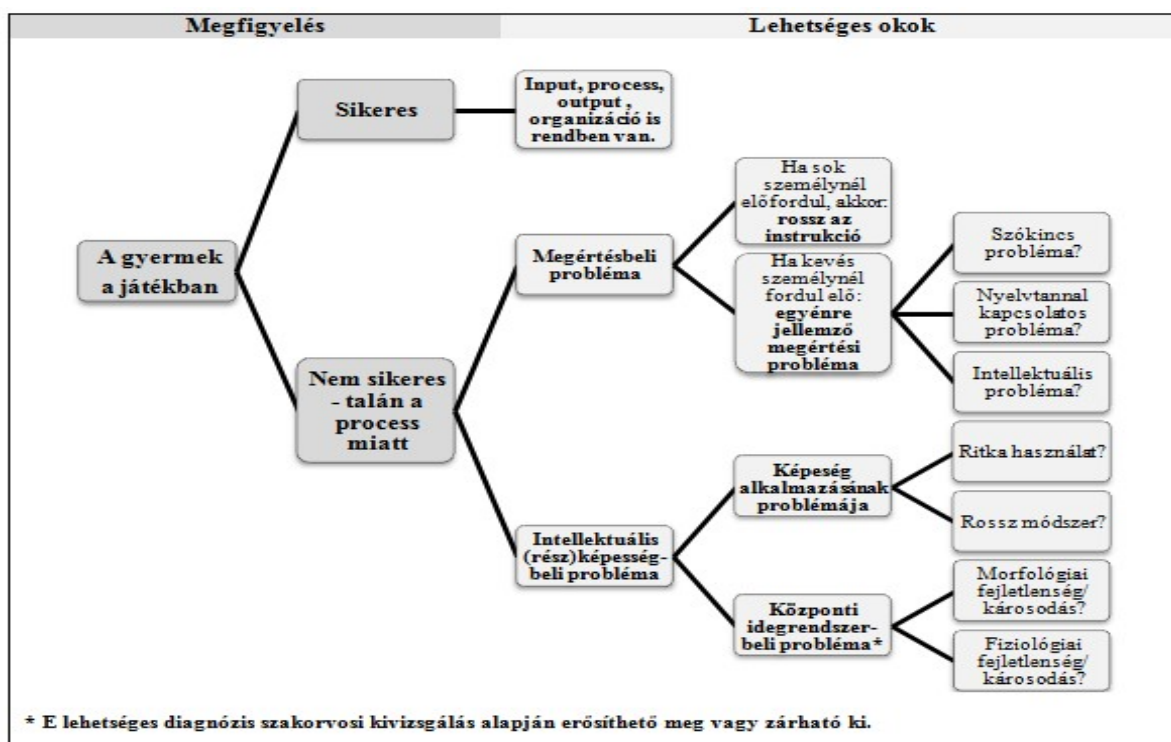 Megfigyelés
Lehetséges okok
A gyermek
a játékban
Sikeres
Input, process,
output ,
organizáció is
rendben van.
Nem sikeres
- talán a
process
miatt
Megértésbeli
probléma
Ha sok
személynél
előfordul, akkor:
rossz az
instrukció
Ha kevés
személynél
fordul elő:
egyénre
jellemző
megértési
probléma
Szókincs
probléma?
Nyelvtannal
kapcsolatos
probléma?
Intellektuális
probléma?
Intellektuális
(rész)képesség-
beli probléma
Képeség
alkalmazásának
problémája
Ritka használat?
Rossz módszer?
Központi
idegrendszer-
beli probléma*
Morfológiai
fejletlenség/
károsodás?
Fiziológiai
fejletlenség/
károsodás?
* E lehetséges diagnózis szakorvosi kivizsgálás alapján erősíthető meg vagy zárható ki.